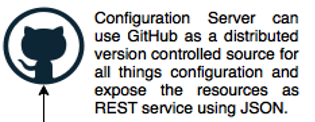 Configuration Server can
use GitHub as a distributed
version controlled source for
all things configuration and
expose the resources as
REST service using JSON.